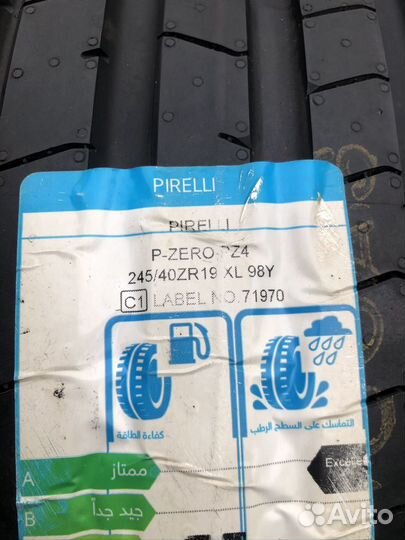 PIRELLI
PIRELLI
P-ZERO PZ4
245/40ZR19 XL 98Y
C1 LABEL NO.71970
كفاءة الطاقة
التماسك على السطح الرطب
A ممتاز
B جيد جداً
Avito